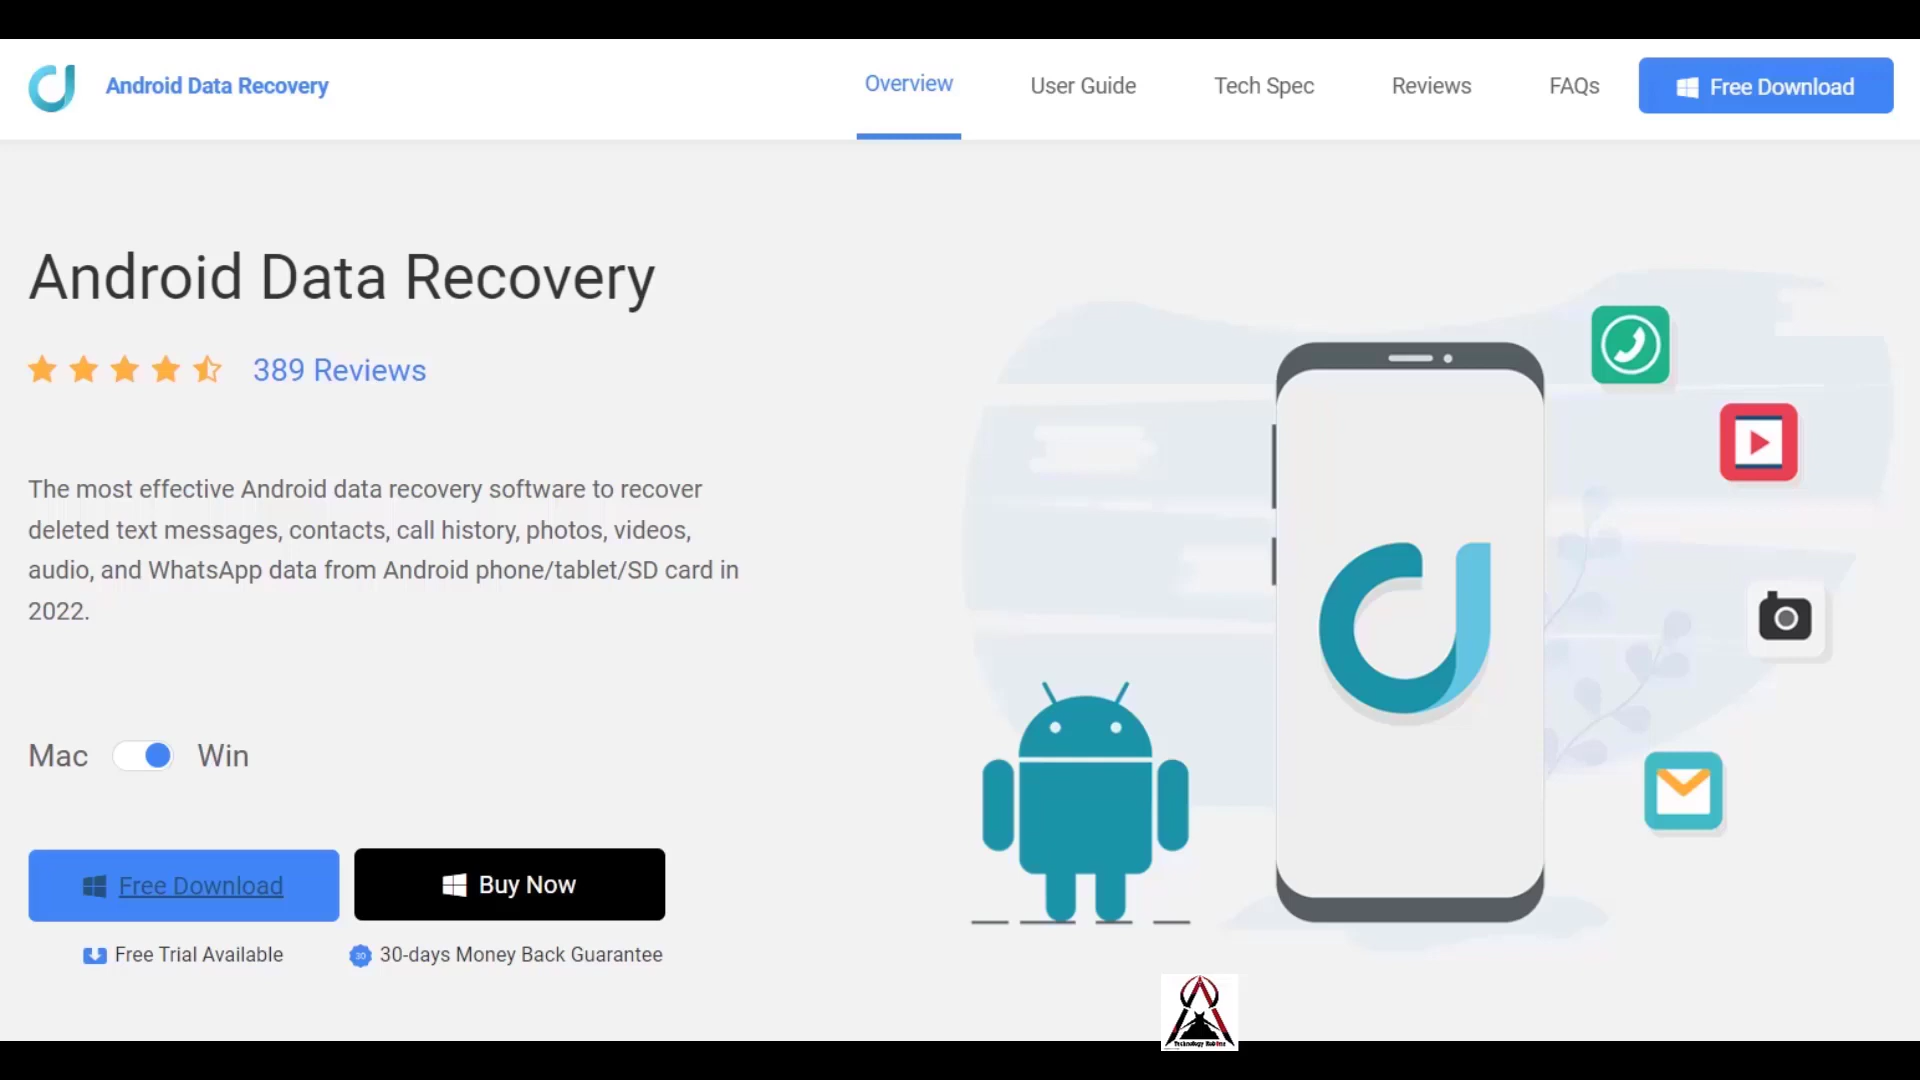 Android Data Recovery
Overview
User Guide
Tech Spec
Reviews
FAQs
Free Download
Android Data Recovery
389 Reviews
The most effective Android data recovery software to recover
deleted text messages, contacts, call history, photos, videos,
audio, and WhatsApp data from Android phone/tablet/SD card in
2022.
Mac
Win
Free Download
Buy Now
Free Trial Available
30
30-days Money Back Guarantee